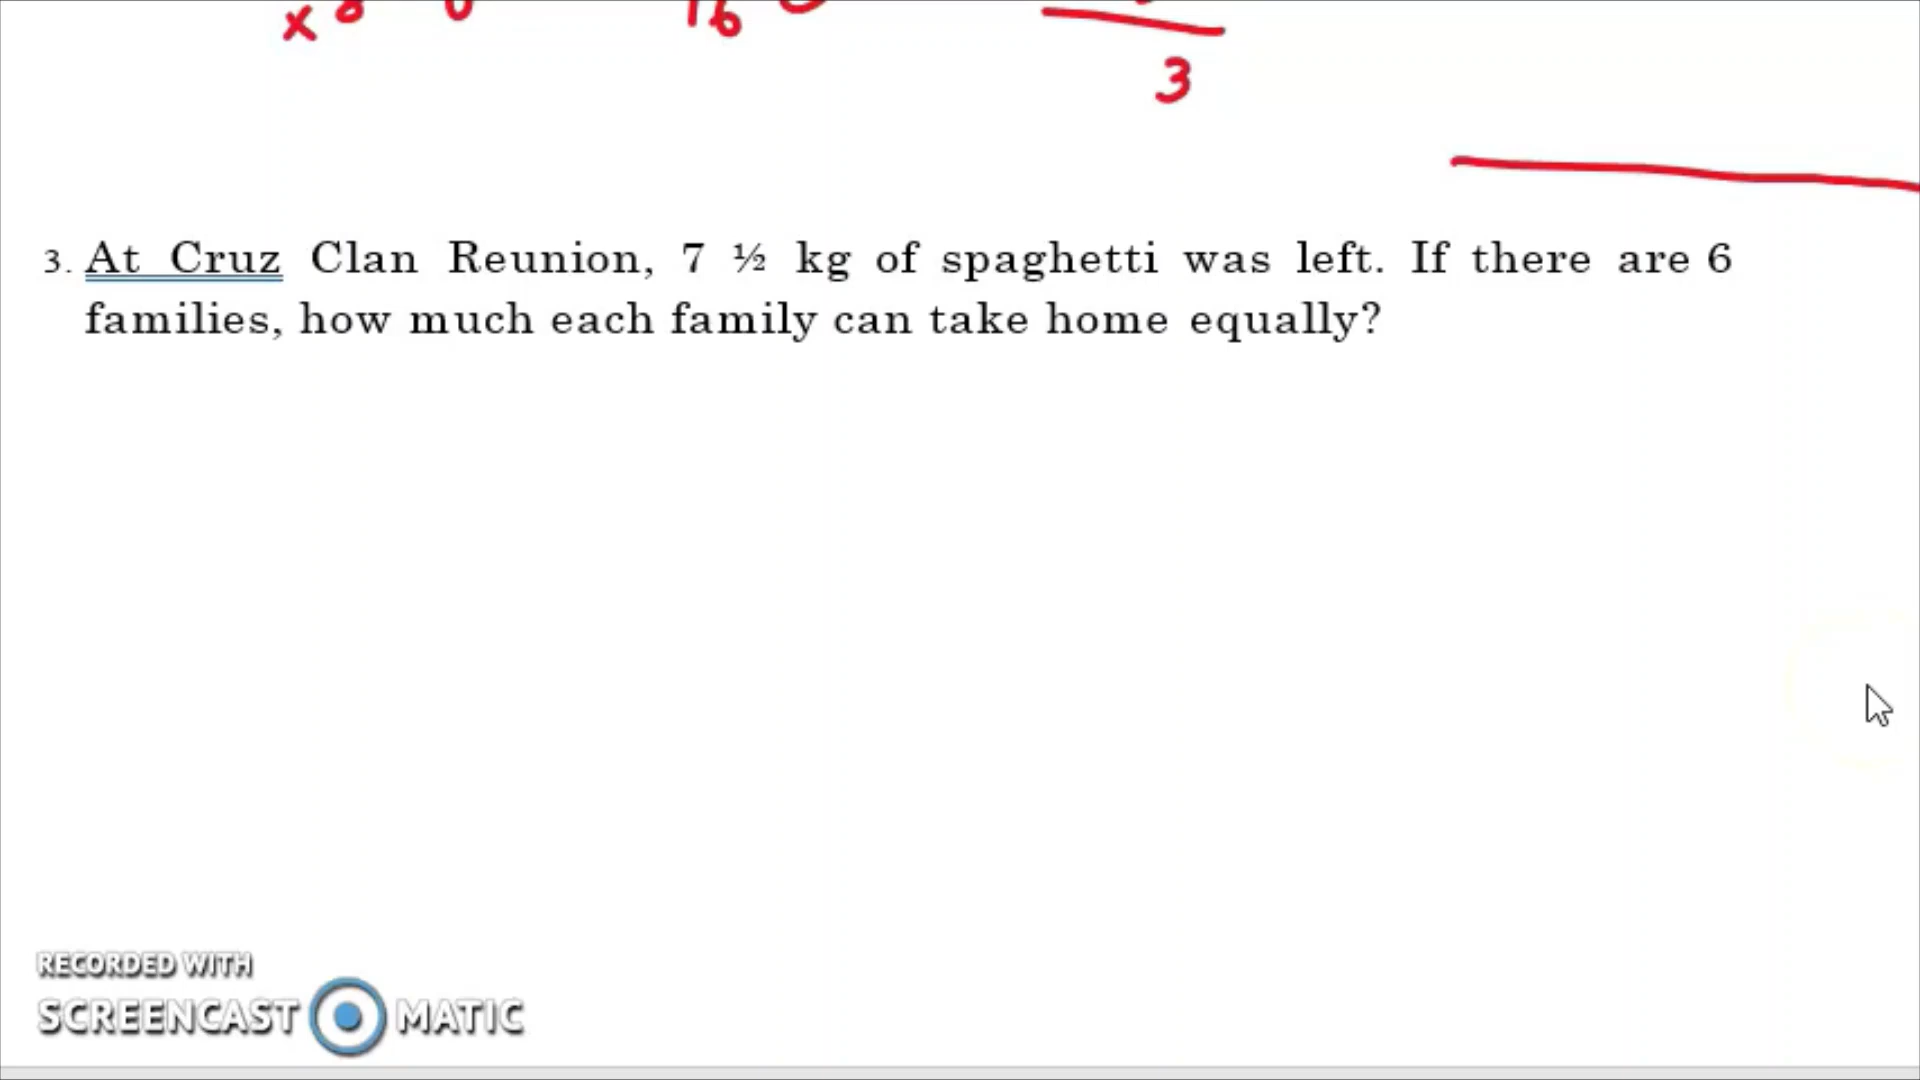 x
16
3
3. At Cruz Clan Reunion, 7 ½ kg of spaghetti was left. If there are 6
families, how much each family can take home equally?
RECORDED WITH
SCREENCAST MATIC